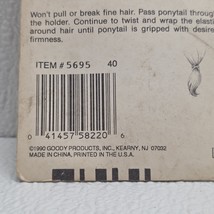 Won't pull or break fine hair. Pass ponytail through
the holder. Continue to twist and wrap the elasti
around hair until ponytail is gripped with desire
firmness.
ITEM #5695 40
0 41457 58220 6
©1990 GOODY PRODUCTS, INC., KEARNY, NJ 07032
MADE IN CHINA, PRINTED IN THE U.S.A.